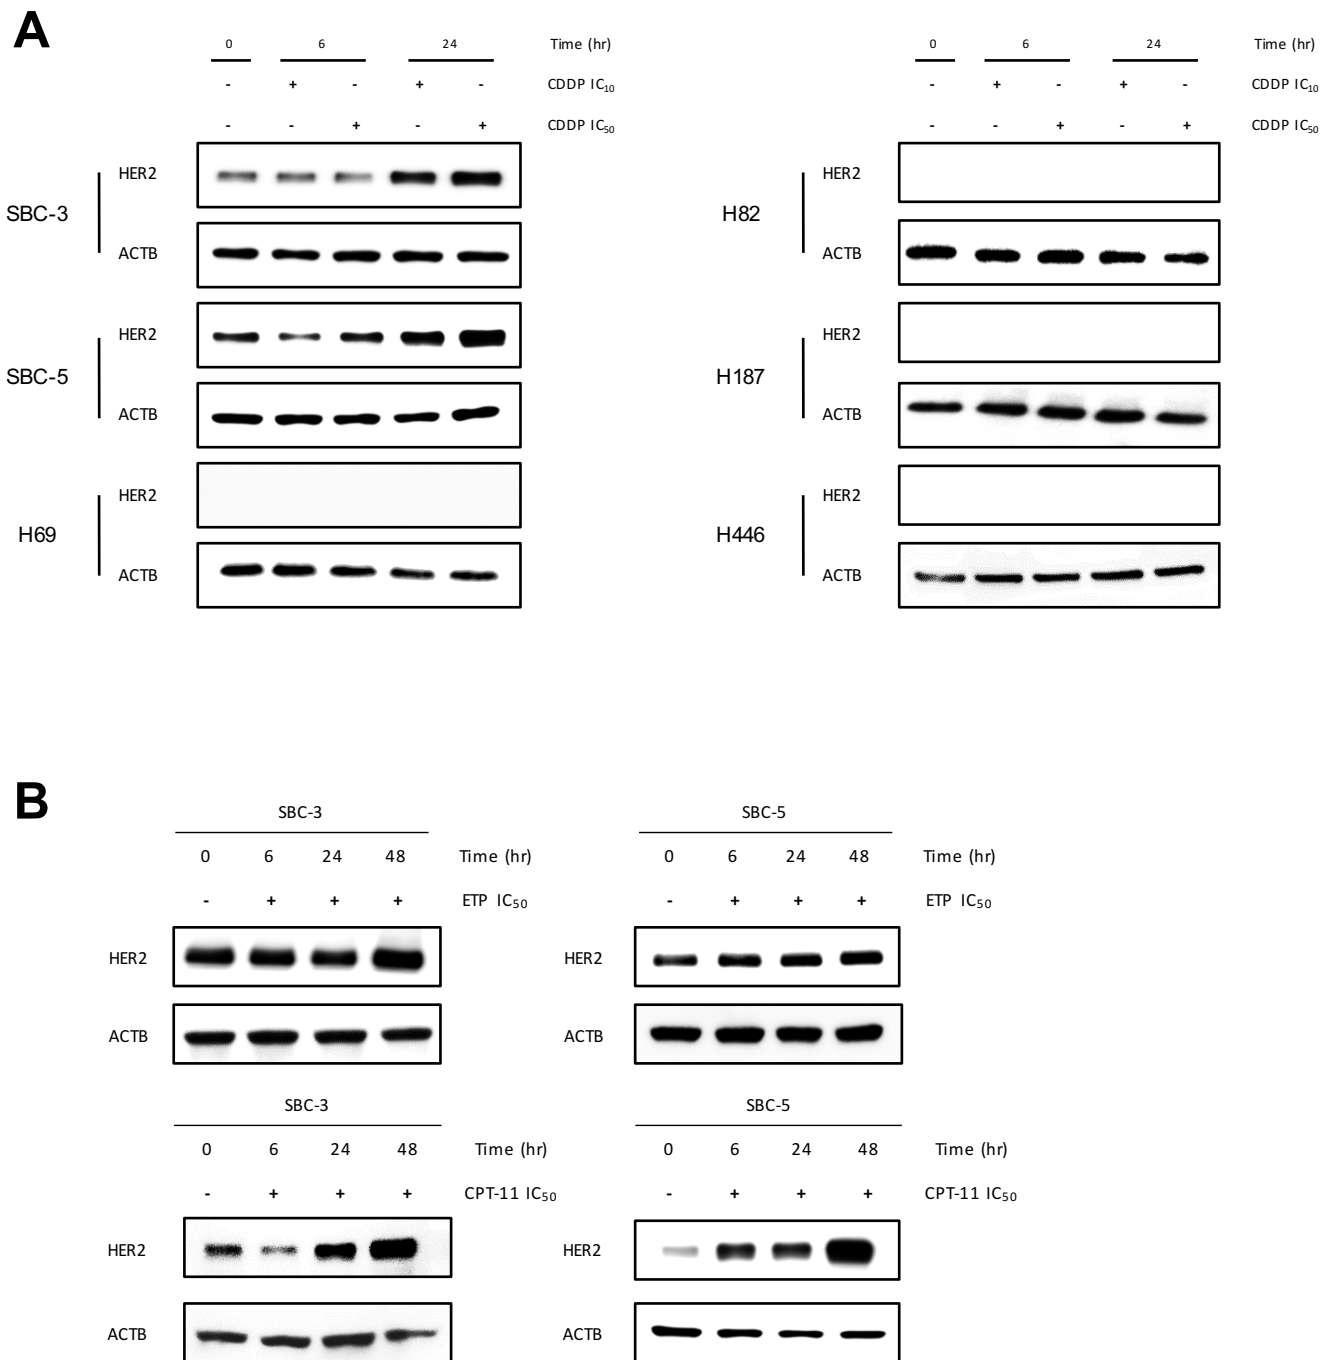 A
0 6 24 Time (hr)
- + - + - CDDP IC10
- - + - + CDDP IC50
SBC-3
HER2
ACTB
SBC-5
HER2
ACTB
H69
HER2
ACTB
0 6 24 Time (hr)
- + - + - CDDP IC10
- - + - + CDDP IC50
H82
HER2
ACTB
H187
HER2
ACTB
H446
HER2
ACTB
B
SBC-3
0 6 24 48 Time (hr)
- + + + ETP IC50
HER2
ACTB
SBC-5
0 6 24 48 Time (hr)
- + + + ETP IC50
HER2
ACTB
SBC-3
0 6 24 48 Time (hr)
- + + + CPT-11 IC50
HER2
ACTB
SBC-5
0 6 24 48 Time (hr)
- + + + CPT-11 IC50
HER2
ACTB